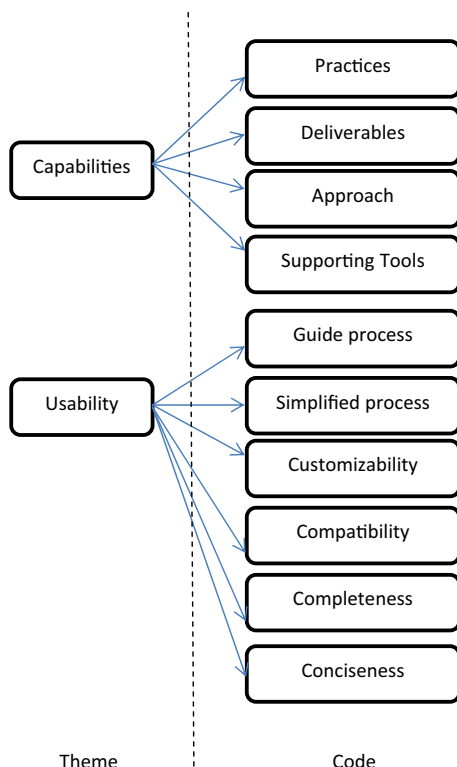 Practices
Deliverables
Capabilities
Approach
Supporting Tools
Guide process
Usability
Simplified process
Customizability
Compatibility
Completeness
Conciseness
Theme
Code